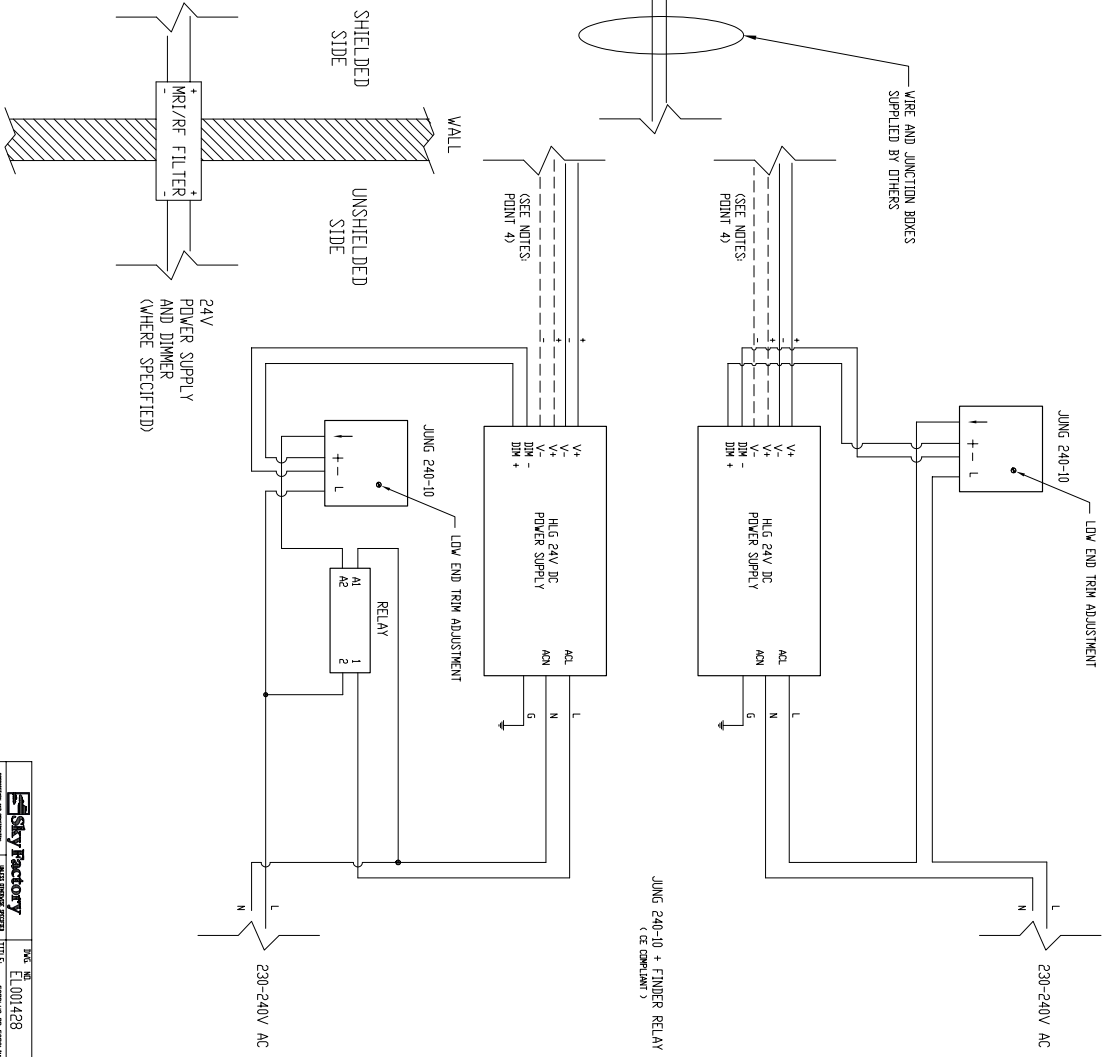 WIRE AND JUNCTION BOXES
SUPPLIED BY OTHERS
JUNG 240-10
LOW END TRIM ADJUSTMENT
↑
+
-
L
230-240V AC
L
N
(SEE NOTES:
POINT 4)
+
-
+
-
V+
V-
V+
V-
DIM -
DIM +
HLG 24V DC
POWER SUPPLY
ACL
ACN
L
N
G
JUNG 240-10 + FINDER RELAY
( CE COMPLIANT )
(SEE NOTES:
POINT 4)
+
-
+
-
V+
V-
V+
V-
DIM -
DIM +
HLG 24V DC
POWER SUPPLY
ACL
ACN
L
N
G
JUNG 240-10
LOW END TRIM ADJUSTMENT
↑
+
-
L
RELAY
A1
A2
1
2
L
N
230-240V AC
WALL
SHIELDED
SIDE
UNSHIELDED
SIDE
+
-
MRI/RF FILTER
+
-
24V
POWER SUPPLY
AND DIMMER
(WHERE SPECIFIED)
Sky Factory
DWG. NO.
EL001428
TITLE: